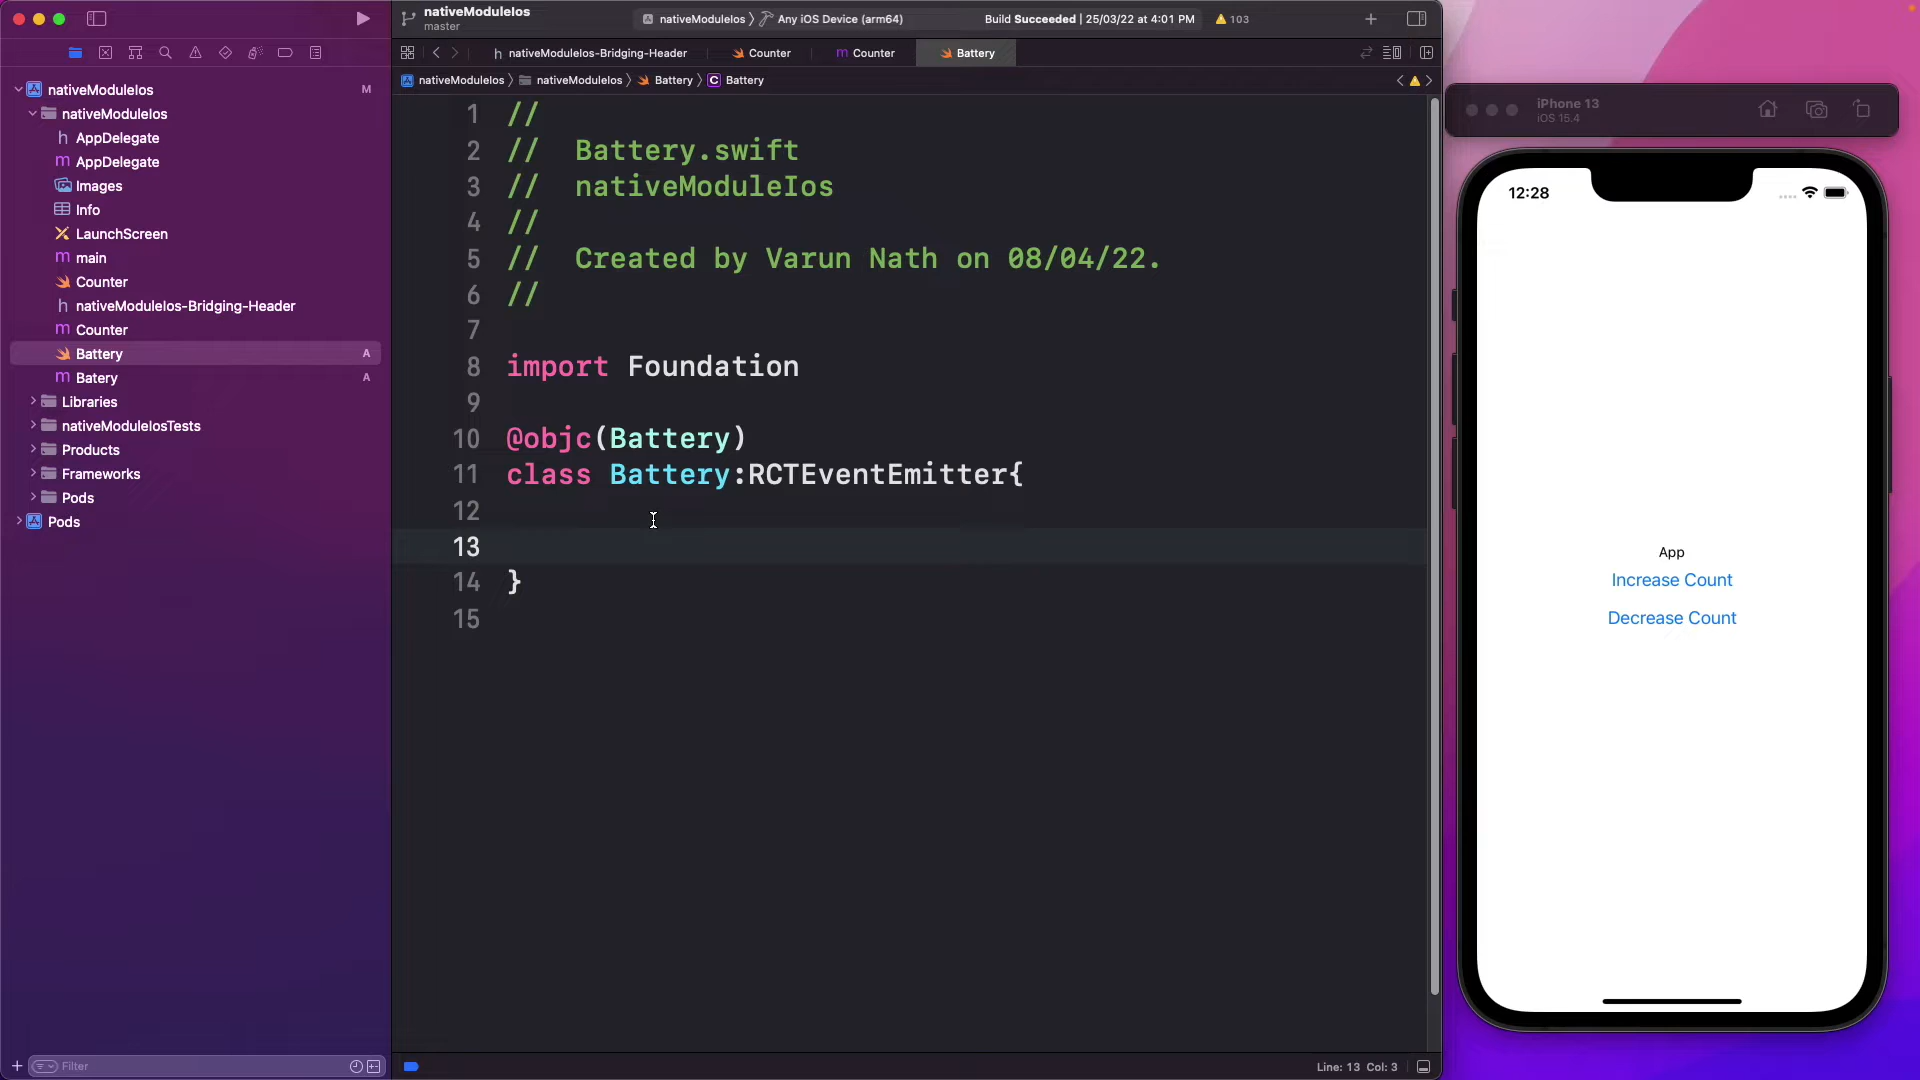 nativeModuleIos
master
nativeModuleIos
Any iOS Device (arm64)
Build Succeeded | 25/03/22 at 4:01 PM
103
nativeModuleIos-Bridging-Header
Counter
Counter
Battery
nativeModuleIos
nativeModuleIos
Battery
Battery
nativeModuleIos
M
nativeModuleIos
AppDelegate
AppDelegate
Images
Info
LaunchScreen
main
Counter
nativeModuleIos-Bridging-Header
Counter
Battery
A
Batery
A
Libraries
nativeModuleIosTests
Products
Frameworks
Pods
Pods
Filter
1 //
2 //  Battery.swift
3 //  nativeModuleIos
4 //
5 //  Created by Varun Nath on 08/04/22.
6 //
7
8 import Foundation
9
10 @objc(Battery)
11 class Battery:RCTEventEmitter{
12
13
14 }
15
Line: 13 Col: 3
iPhone 13
iOS 15.4
12:28
App
Increase Count
Decrease Count